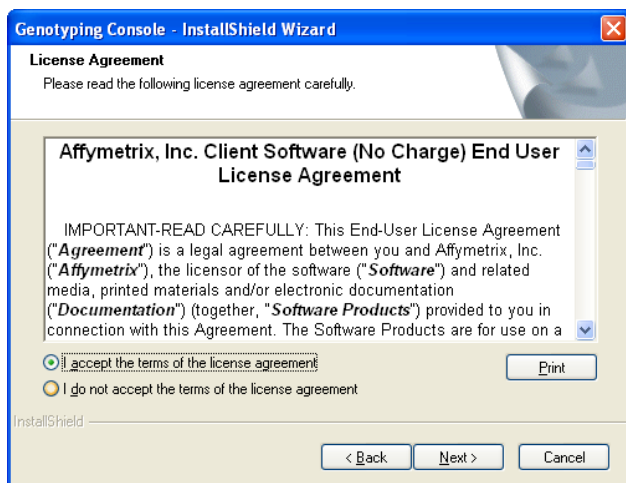 Genotyping Console - InstallShield Wizard
License Agreement
Please read the following license agreement carefully.
Affymetrix, Inc. Client Software (No Charge) End User
License Agreement
IMPORTANT-READ CAREFULLY: This End-User License Agreement
("Agreement") is a legal agreement between you and Affymetrix, Inc.
("Affymetrix"), the licensor of the software ("Software") and related
media, printed materials and/or electronic documentation
("Documentation") (together, "Software Products") provided to you in
connection with this Agreement. The Software Products are for use on a
I accept the terms of the license agreement
Print
I do not accept the terms of the license agreement
InstallShield
< Back
Next >
Cancel